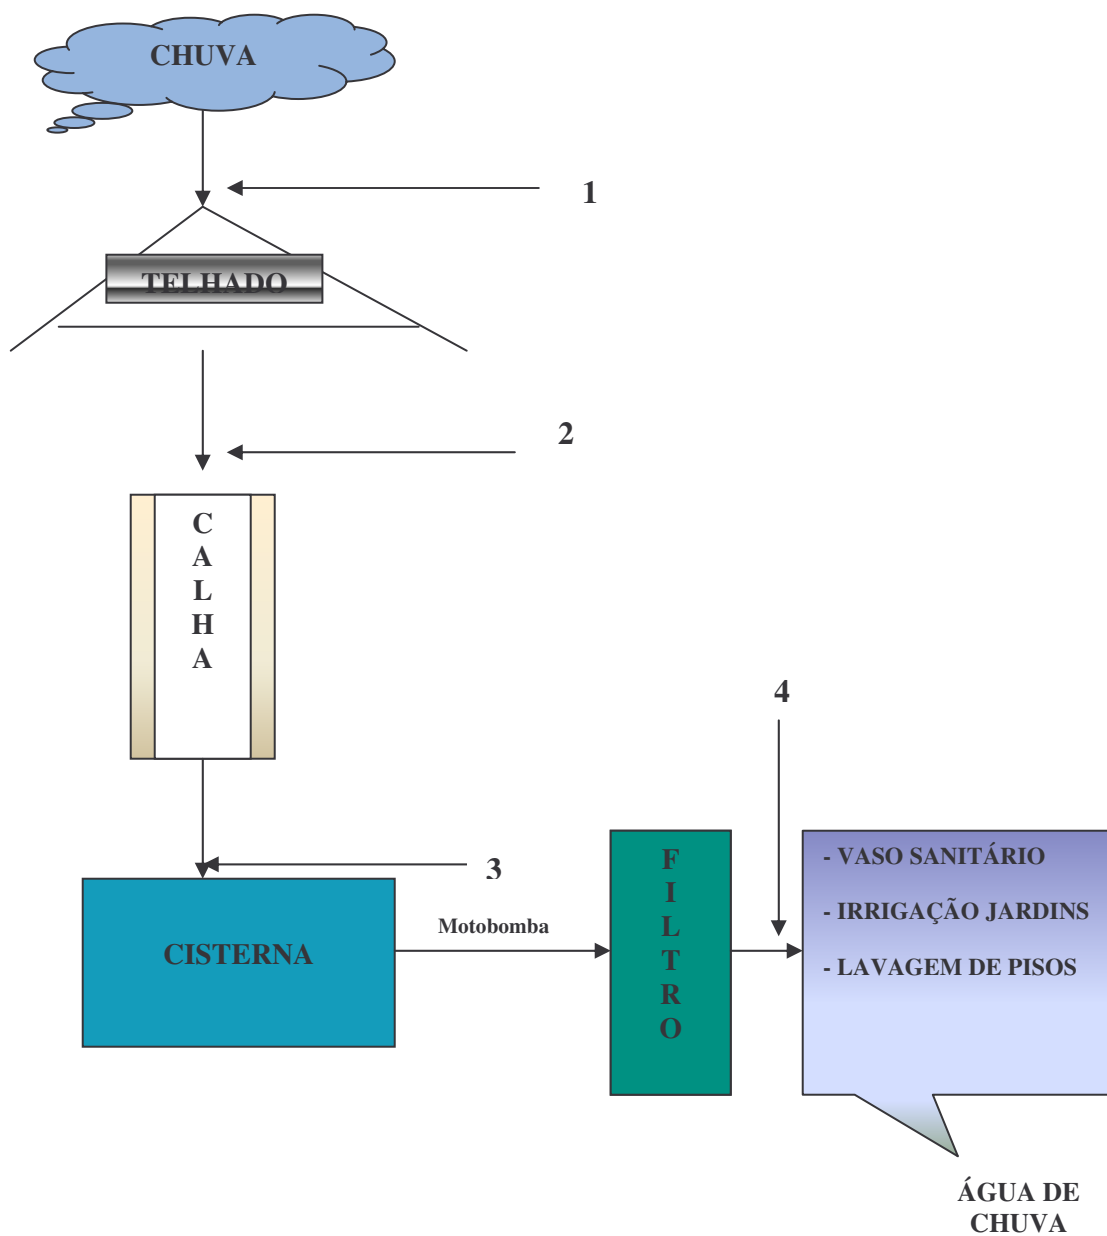 CHUVA
1
TELHADO
2
C
A
L
H
A
4
3
Motobomba
CISTERNA
F
I
L
T
R
O
- VASO SANITÁRIO
- IRRIGAÇÃO JARDINS
- LAVAGEM DE PISOS
ÁGUA DE
CHUVA